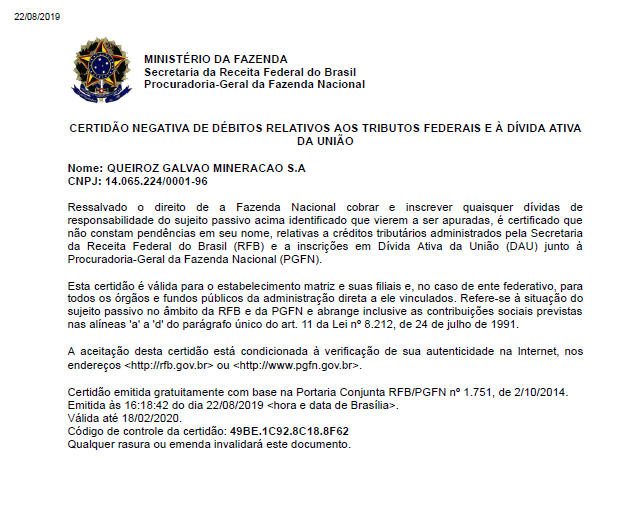 22/08/2019
MINISTÉRIO DA FAZENDA
Secretaria da Receita Federal do Brasil
Procuradoria-Geral da Fazenda Nacional
CERTIDÃO NEGATIVA DE DÉBITOS RELATIVOS AOS TRIBUTOS FEDERAIS E À DÍVIDA ATIVA
DA UNIÃO
Nome: QUEIROZ GALVAO MINERACAO S.A
CNPJ: 14.065.224/0001-96
Ressalvado o direito de a Fazenda Nacional cobrar e inscrever quaisquer dívidas de
responsabilidade do sujeito passivo acima identificado que vierem a ser apuradas, é certificado que
não constam pendências em seu nome, relativas a créditos tributários administrados pela Secretaria
da Receita Federal do Brasil (RFB) e a inscrições em Dívida Ativa da União (DAU) junto à
Procuradoria-Geral da Fazenda Nacional (PGFN).
Esta certidão é válida para o estabelecimento matriz e suas filiais e, no caso de ente federativo, para
todos os órgãos e fundos públicos da administração direta a ele vinculados. Refere-se à situação do
sujeito passivo no âmbito da RFB e da PGFN e abrange inclusive as contribuições sociais previstas
nas alíneas 'a' a 'd' do parágrafo único do art. 11 da Lei nº 8.212, de 24 de julho de 1991.
A aceitação desta certidão está condicionada à verificação de sua autenticidade na Internet, nos
endereços <http://rfb.gov.br> ou <http://www.pgfn.gov.br>.
Certidão emitida gratuitamente com base na Portaria Conjunta RFB/PGFN nº 1.751, de 2/10/2014.
Emitida às 16:18:42 do dia 22/08/2019 <hora e data de Brasília>.
Válida até 18/02/2020.
Código de controle da certidão: 49BE.1C92.8C18.8F62
Qualquer rasura ou emenda invalidará este documento.